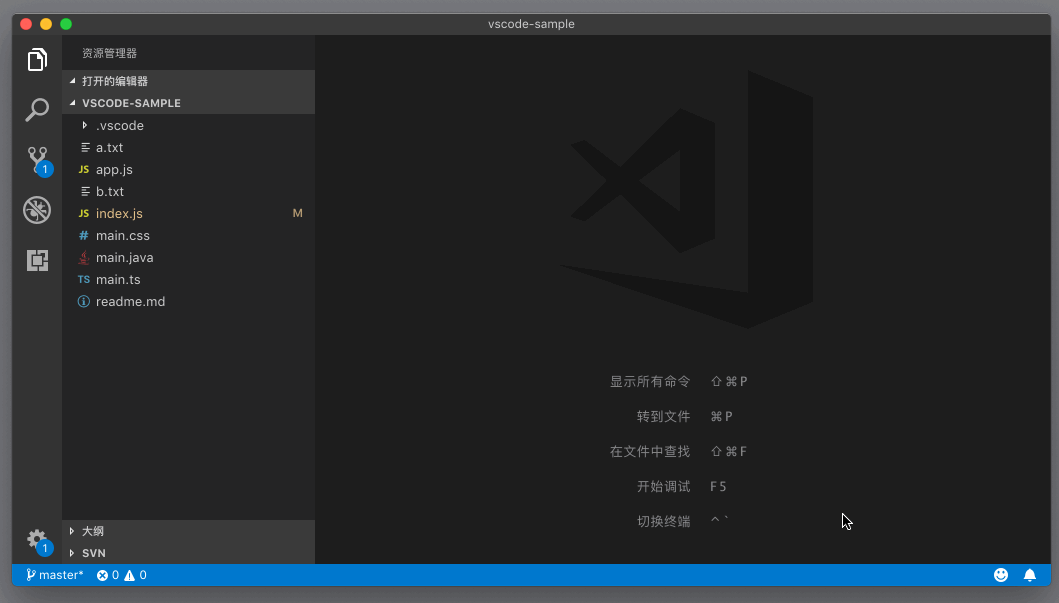 vscode-sample
资源管理器
打开的编辑器
VSCODE-SAMPLE
.vscode
a.txt
JS app.js
b.txt
JS index.js M
# main.css
main.java
TS main.ts
readme.md
1
显示所有命令 ⇧⌘P
转到文件 ⌘P
在文件中查找 ⇧⌘F
开始调试 F5
切换终端 ^`
大纲
SVN
1
master* 0 0